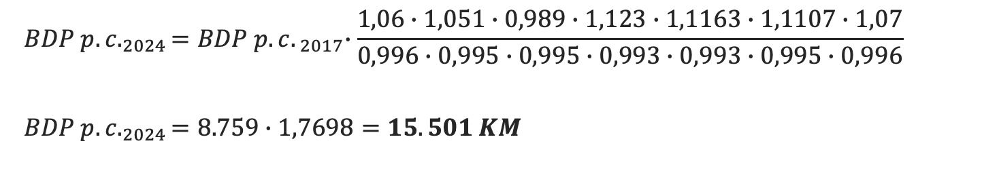 BDP p.c.₂₀₂₄ = BDP p.c.₂₀₁₇ · (1,06 · 1,051 · 0,989 · 1,123 · 1,1163 · 1,1107 · 1,07) / (0,996 · 0,995 · 0,995 · 0,993 · 0,993 · 0,995 · 0,996)
BDP p.c.₂₀₂₄ = 8.759 · 1,7698 = 15.501 KM